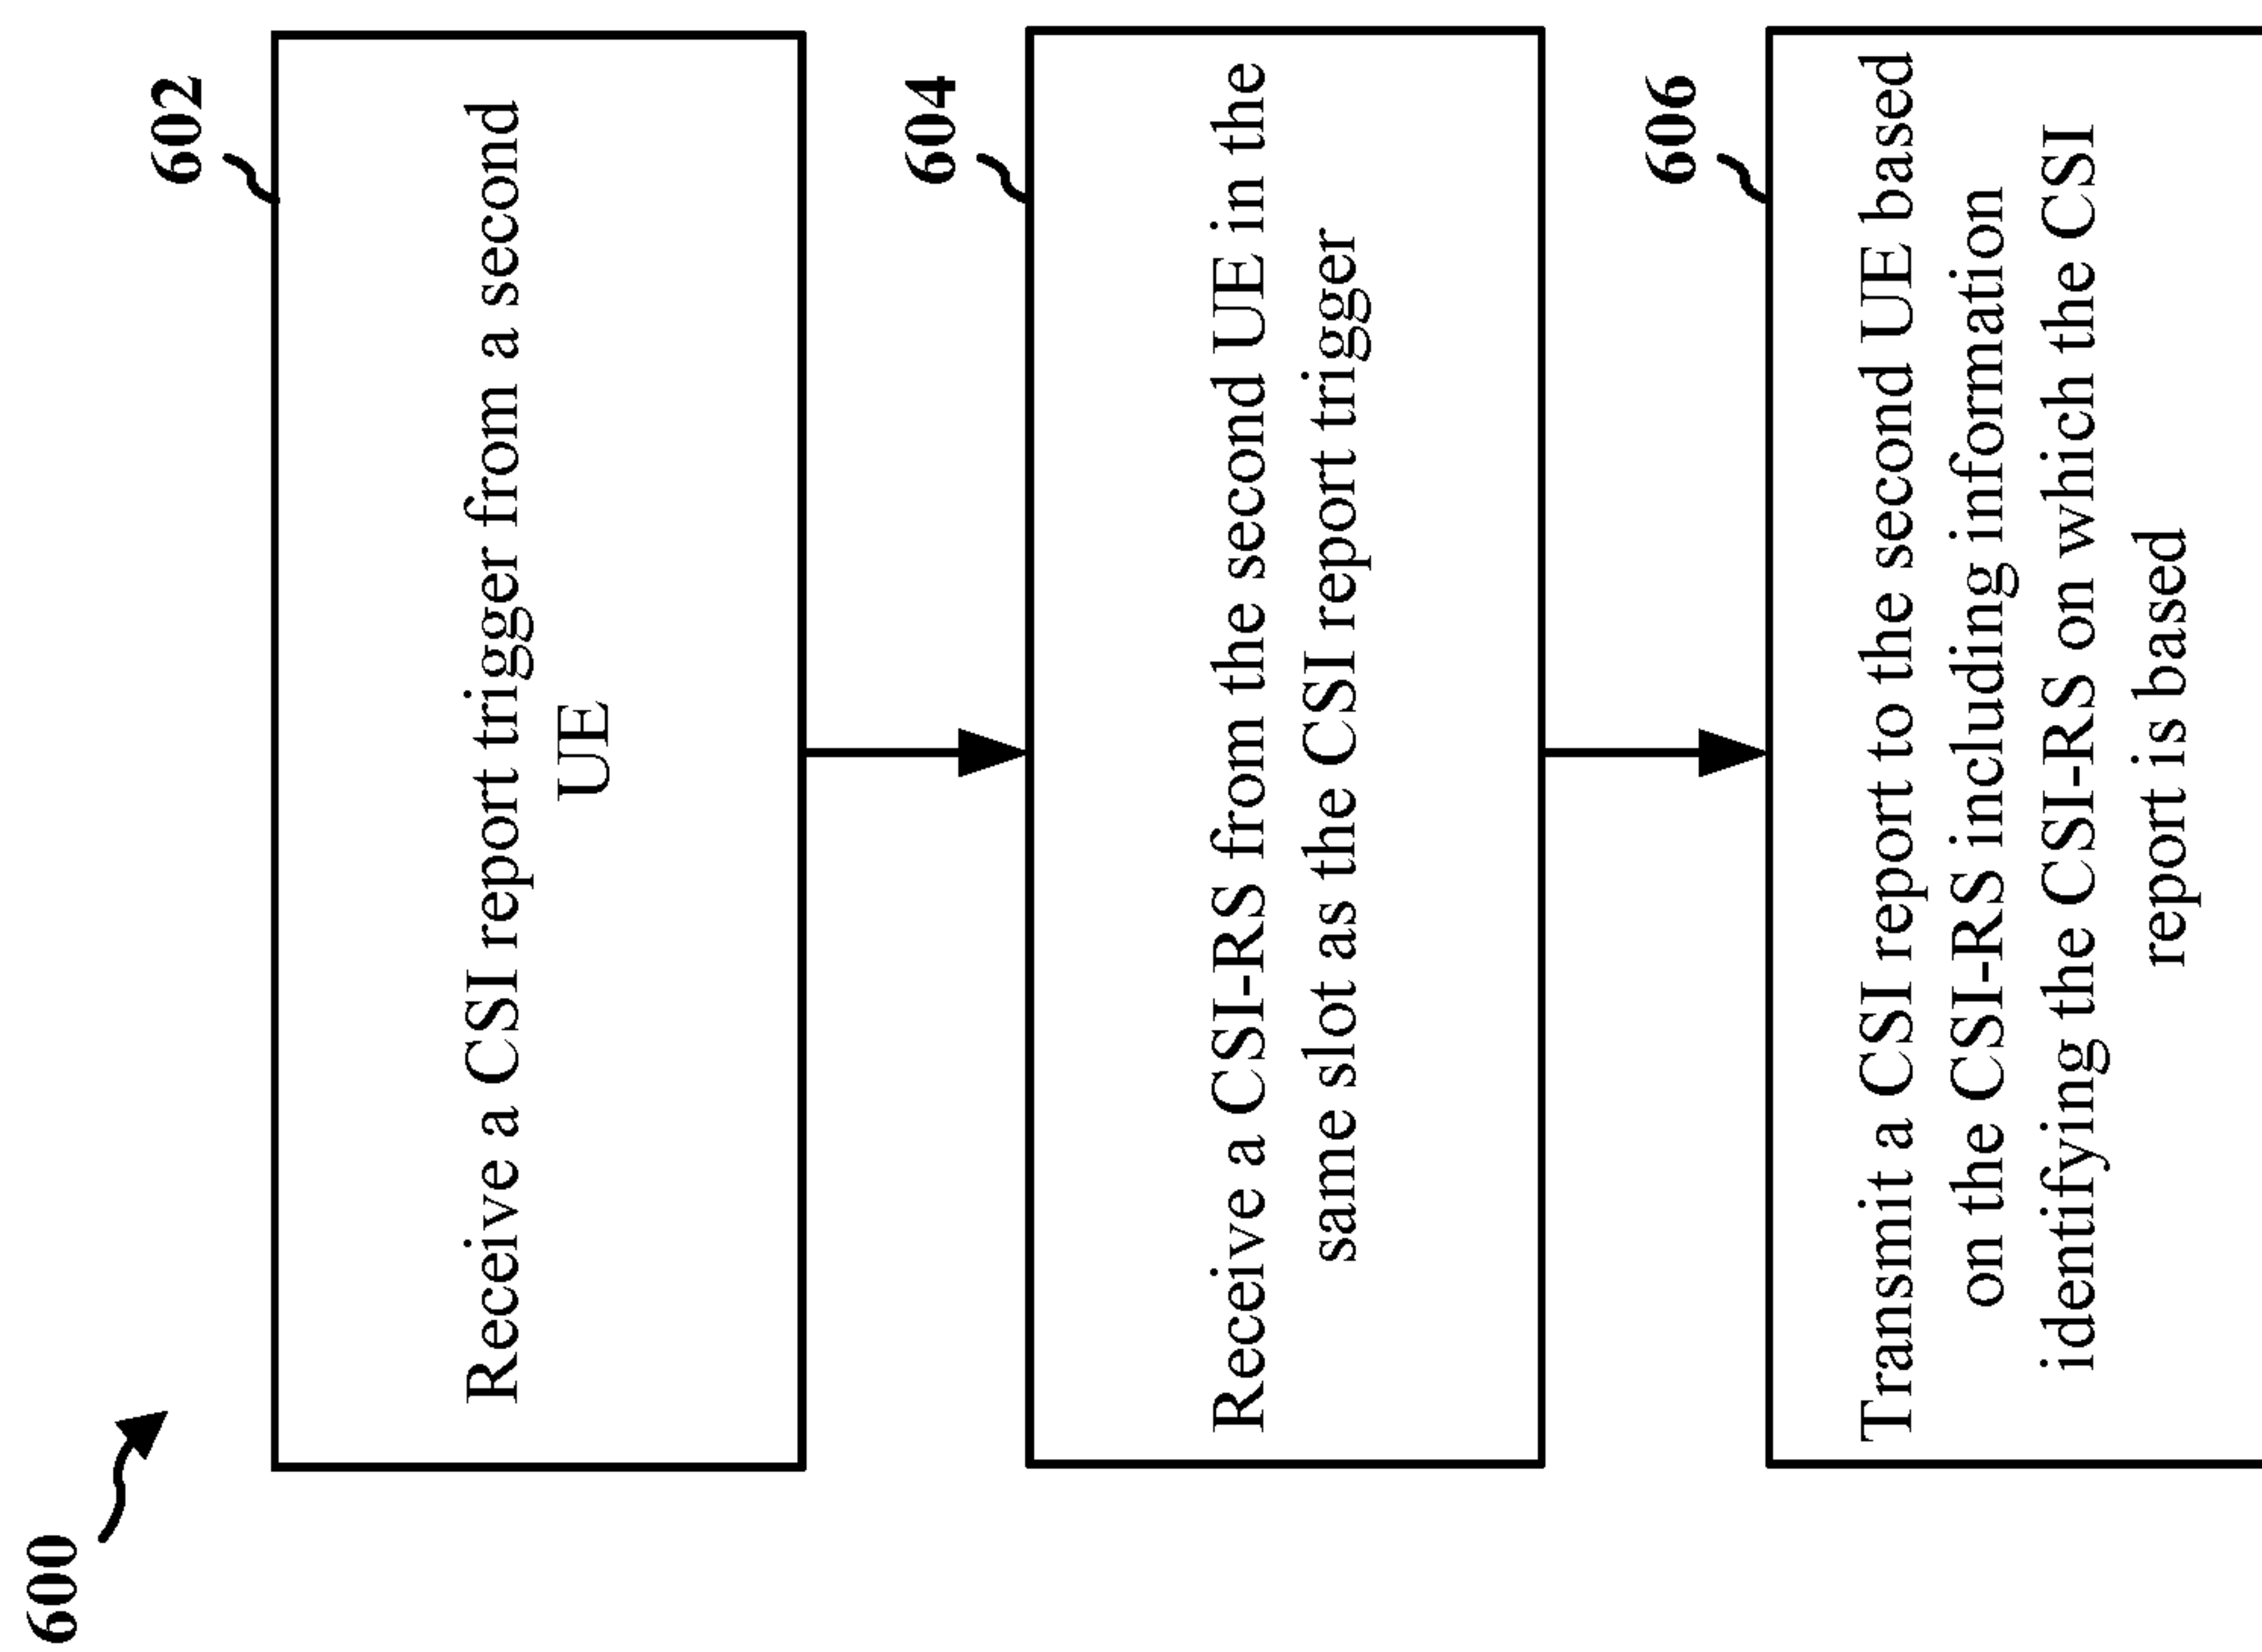 600
602
Receive a CSI report trigger from a second
UE
604
Receive a CSI-RS from the second UE in the
same slot as the CSI report trigger
606
Transmit a CSI report to the second UE based
on the CSI-RS including information
identifying the CSI-RS on which the CSI
report is based